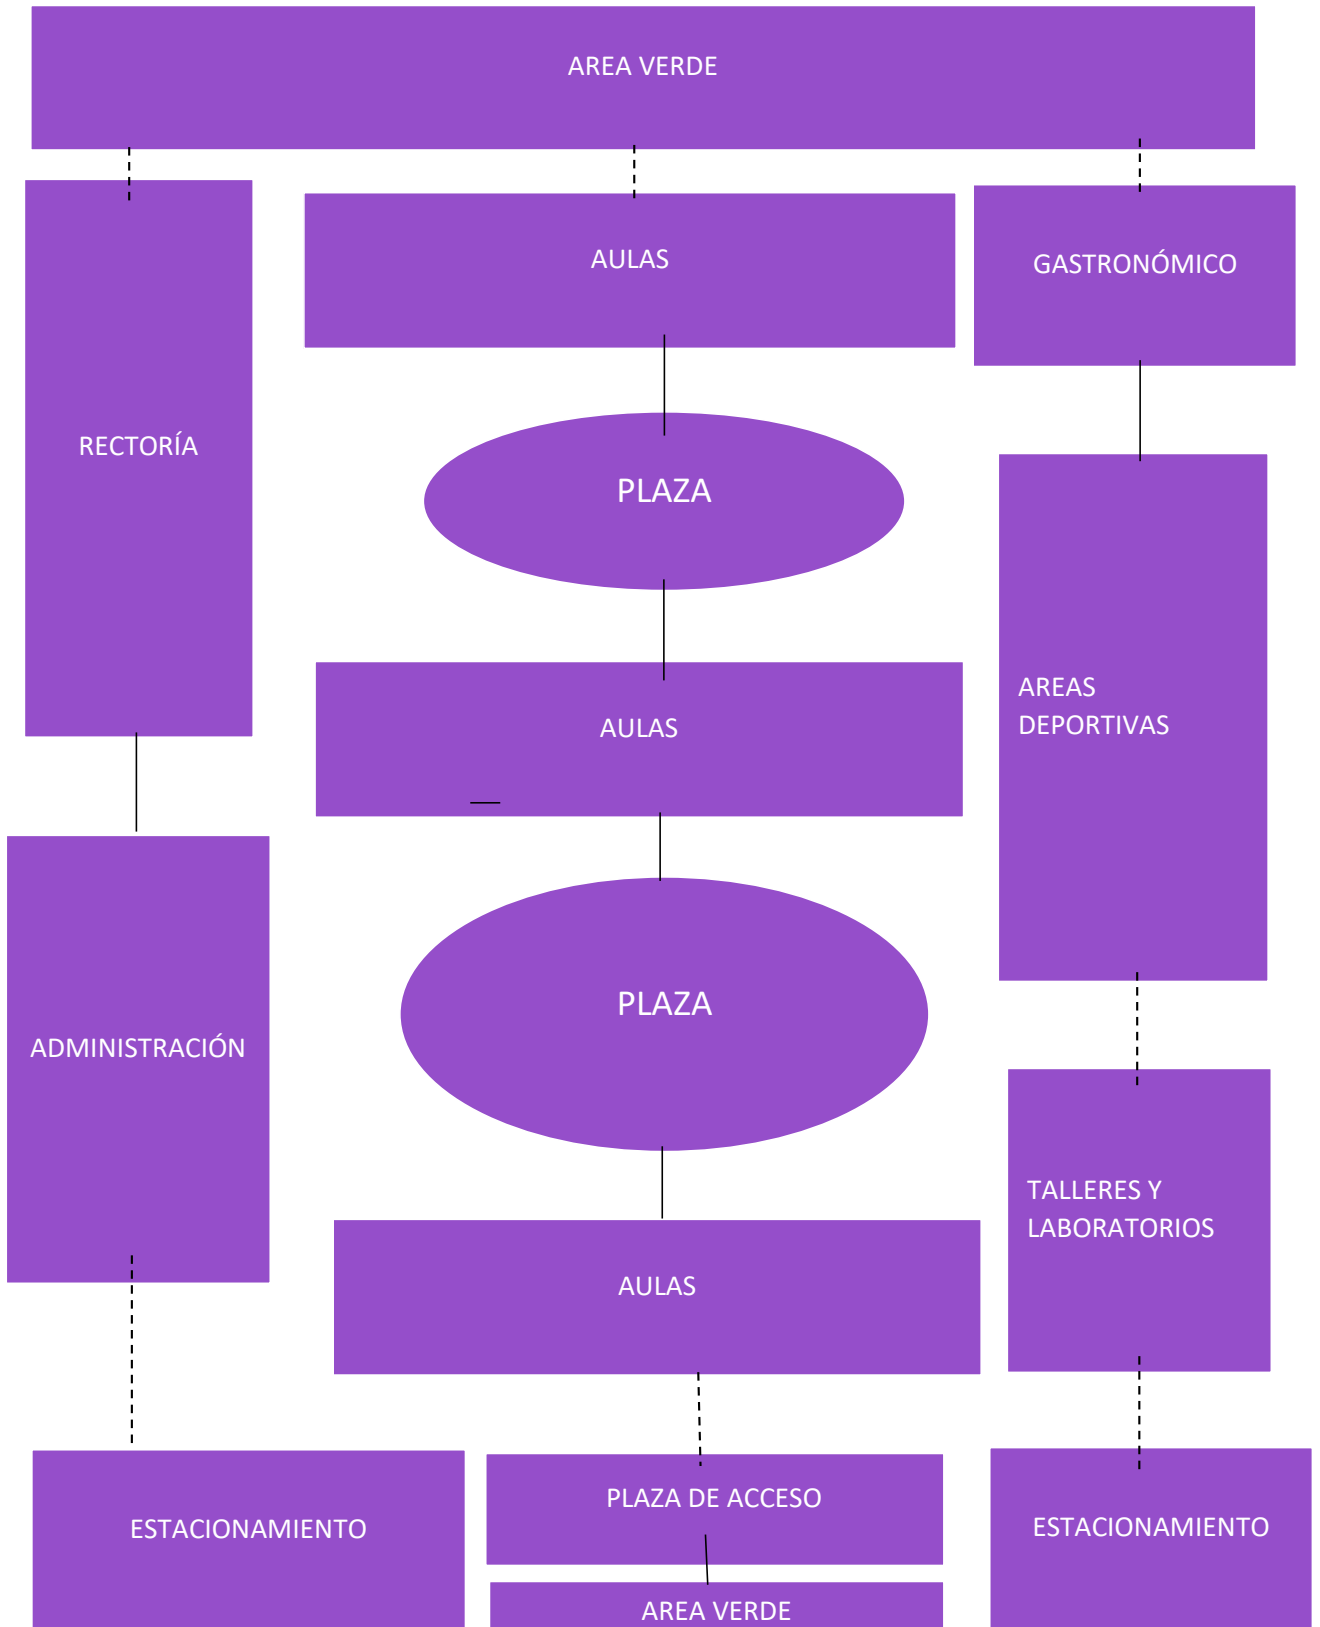 AREA VERDE
AULAS
GASTRONÓMICO
RECTORÍA
PLAZA
AREAS
DEPORTIVAS
AULAS
PLAZA
ADMINISTRACIÓN
TALLERES Y
LABORATORIOS
AULAS
PLAZA DE ACCESO
ESTACIONAMIENTO
ESTACIONAMIENTO
AREA VERDE